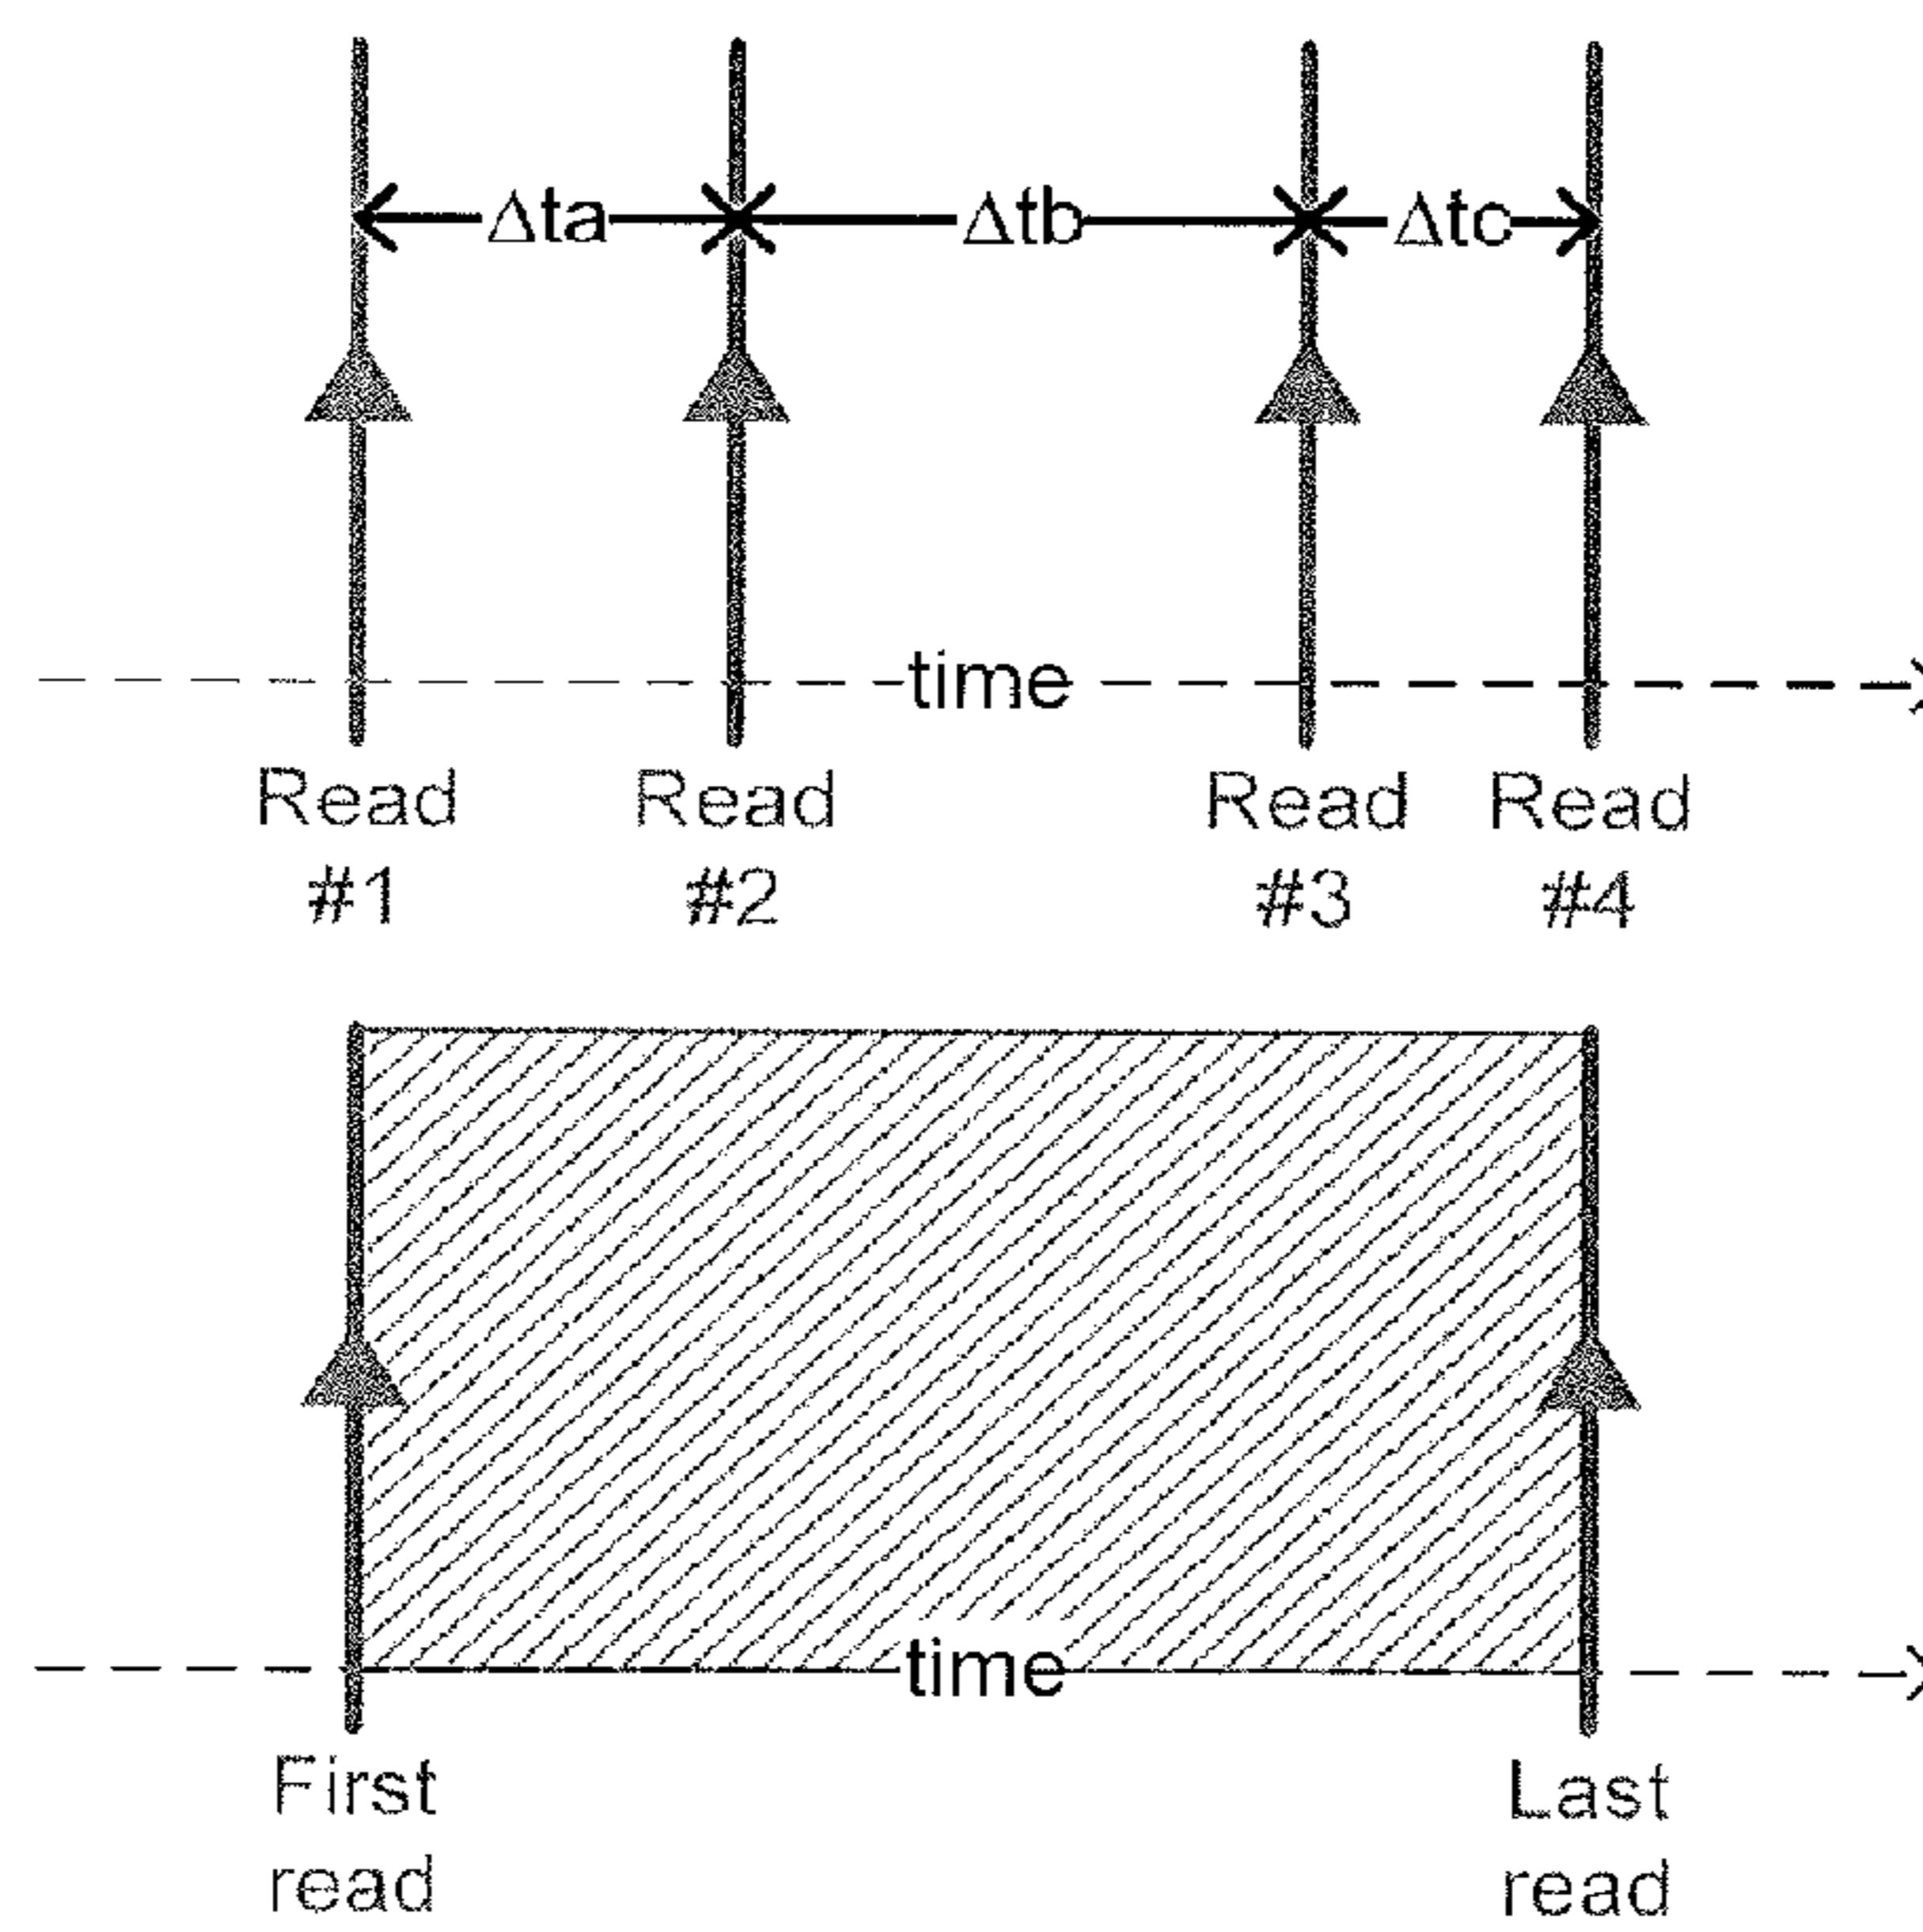 Δta Δtb Δtc
time
Read Read Read Read
#1 #2 #3 #4
time
First Last
read read